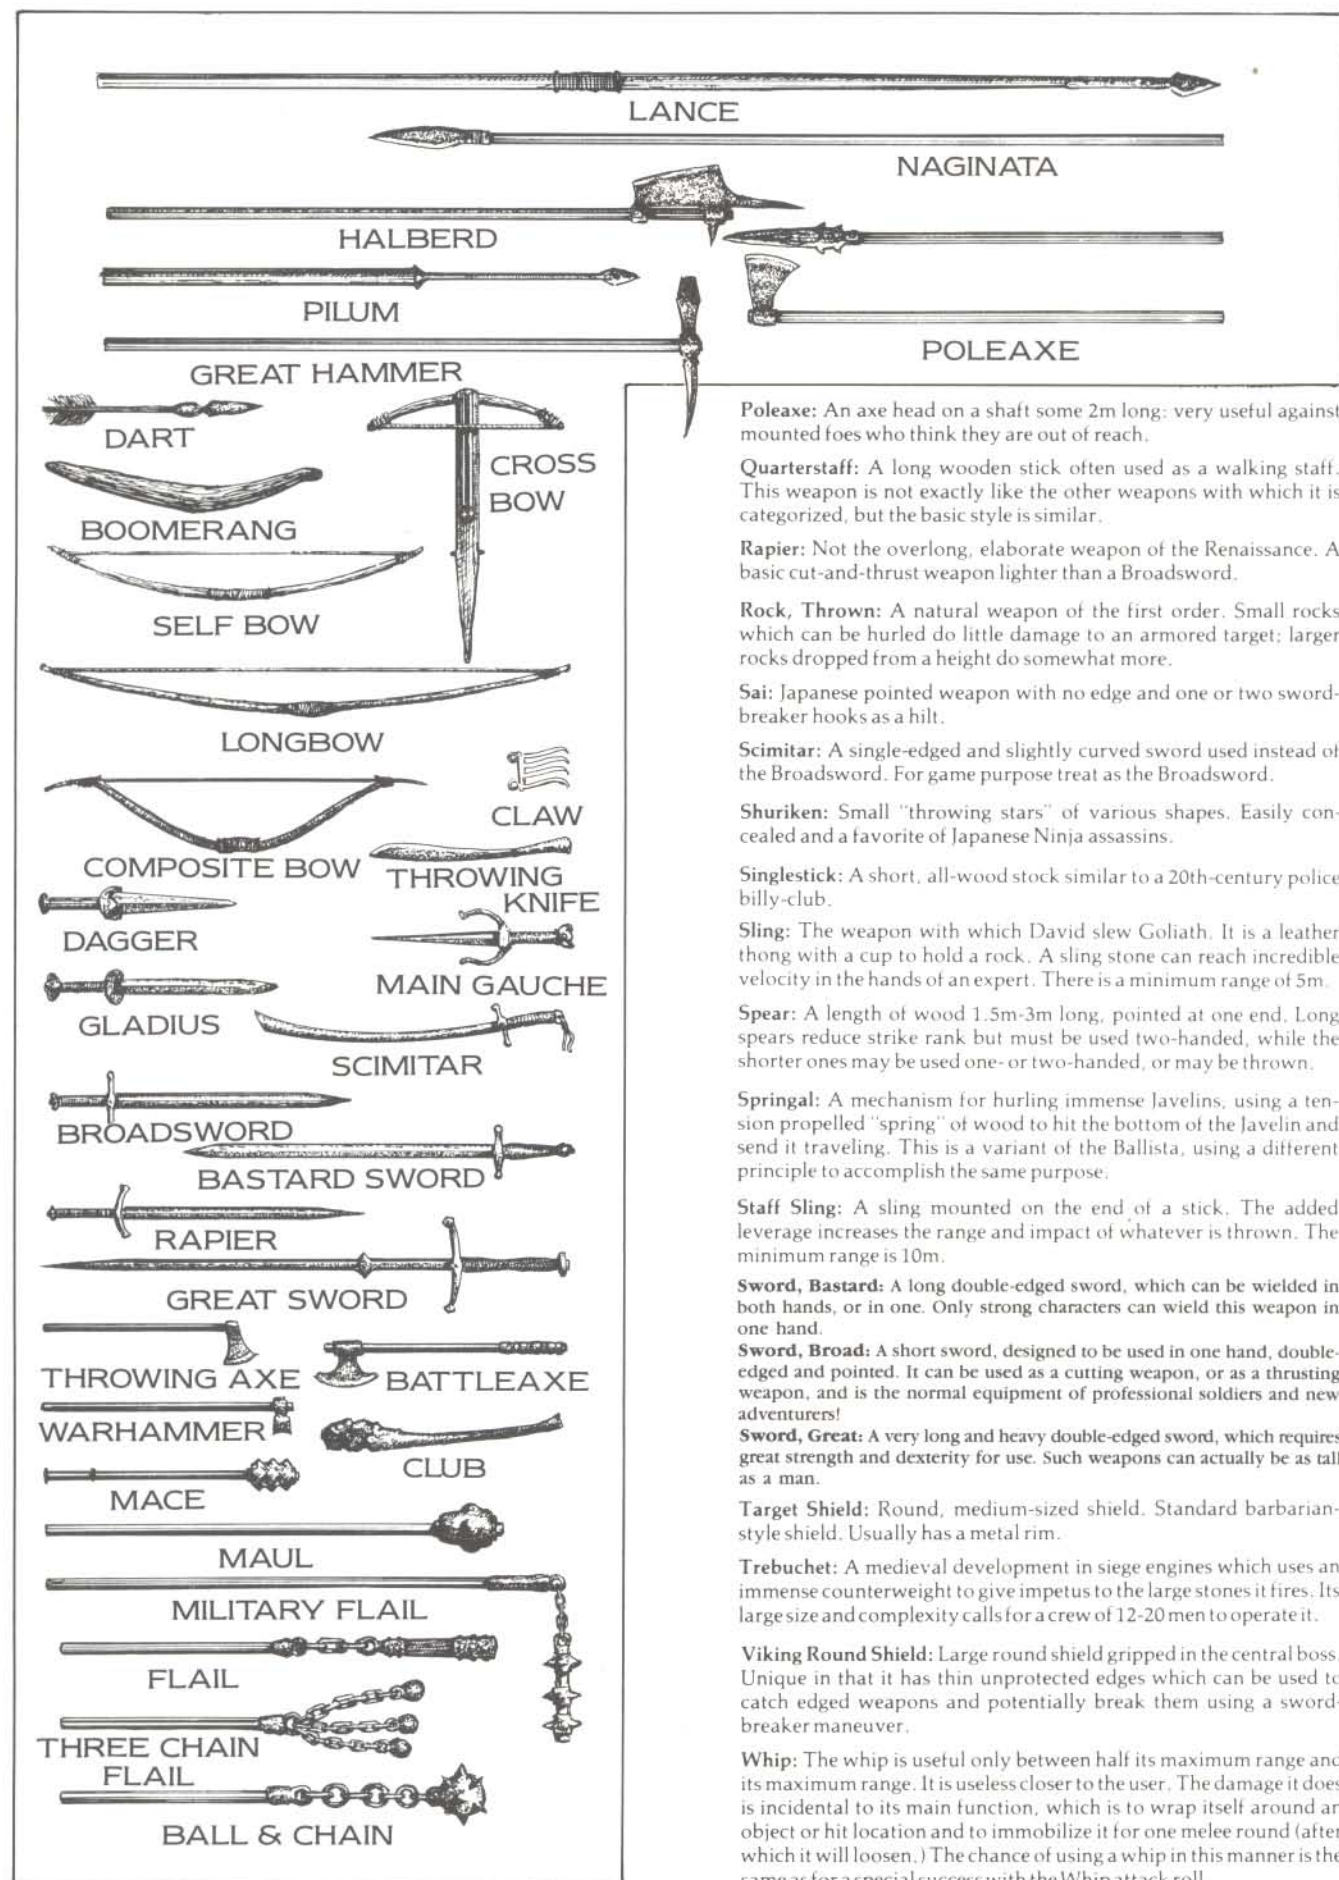 LANCE
NAGINATA
HALBERD
PILUM
POLEAXE
GREAT HAMMER
DART
CROSS
BOW
BOOMERANG
SELF BOW
LONGBOW
CLAW
COMPOSITE BOW
THROWING
KNIFE
DAGGER
MAIN GAUCHE
GLADIUS
SCIMITAR
BROADSWORD
BASTARD SWORD
RAPIER
GREAT SWORD
THROWING AXE
BATTLEAXE
WARHAMMER
CLUB
MACE
MAUL
MILITARY FLAIL
FLAIL
THREE CHAIN
FLAIL
BALL & CHAIN
Poleaxe: An axe head on a shaft some 2m long: very useful against
mounted foes who think they are out of reach.
Quarterstaff: A long wooden stick often used as a walking staff.
This weapon is not exactly like the other weapons with which it is
categorized, but the basic style is similar.
Rapier: Not the overlong, elaborate weapon of the Renaissance. A
basic cut-and-thrust weapon lighter than a Broadsword.
Rock, Thrown: A natural weapon of the first order. Small rocks
which can be hurled do little damage to an armored target; larger
rocks dropped from a height do somewhat more.
Sai: Japanese pointed weapon with no edge and one or two sword-
breaker hooks as a hilt.
Scimitar: A single-edged and slightly curved sword used instead of
the Broadsword. For game purpose treat as the Broadsword.
Shuriken: Small "throwing stars" of various shapes. Easily con-
cealed and a favorite of Japanese Ninja assassins.
Singlestick: A short, all-wood stock similar to a 20th-century police
billy-club.
Sling: The weapon with which David slew Goliath. It is a leather
thong with a cup to hold a rock. A sling stone can reach incredible
velocity in the hands of an expert. There is a minimum range of 5m.
Spear: A length of wood 1.5m-3m long, pointed at one end. Long
spears reduce strike rank but must be used two-handed, while the
shorter ones may be used one- or two-handed, or may be thrown.
Springal: A mechanism for hurling immense Javelins, using a ten-
sion propelled "spring" of wood to hit the bottom of the Javelin and
send it traveling. This is a variant of the Ballista, using a different
principle to accomplish the same purpose.
Staff Sling: A sling mounted on the end of a stick. The added
leverage increases the range and impact of whatever is thrown. The
minimum range is 10m.
Sword, Bastard: A long double-edged sword, which can be wielded in
both hands, or in one. Only strong characters can wield this weapon in
one hand.
Sword, Broad: A short sword, designed to be used in one hand, double-
edged and pointed. It can be used as a cutting weapon, or as a thrusting
weapon, and is the normal equipment of professional soldiers and new
adventurers!
Sword, Great: A very long and heavy double-edged sword, which requires
great strength and dexterity for use. Such weapons can actually be as tall
as a man.
Target Shield: Round, medium-sized shield. Standard barbarian-
style shield. Usually has a metal rim.
Trebuchet: A medieval development in siege engines which uses an
immense counterweight to give impetus to the large stones it fires. Its
large size and complexity calls for a crew of 12-20 men to operate it.
Viking Round Shield: Large round shield gripped in the central boss.
Unique in that it has thin unprotected edges which can be used to
catch edged weapons and potentially break them using a sword-
breaker maneuver.
Whip: The whip is useful only between half its maximum range and
its maximum range. It is useless closer to the user. The damage it does
is incidental to its main function, which is to wrap itself around an
object or hit location and to immobilize it for one melee round (after
which it will loosen.) The chance of using a whip in this manner is the
same as for a special success with the Whip attack roll